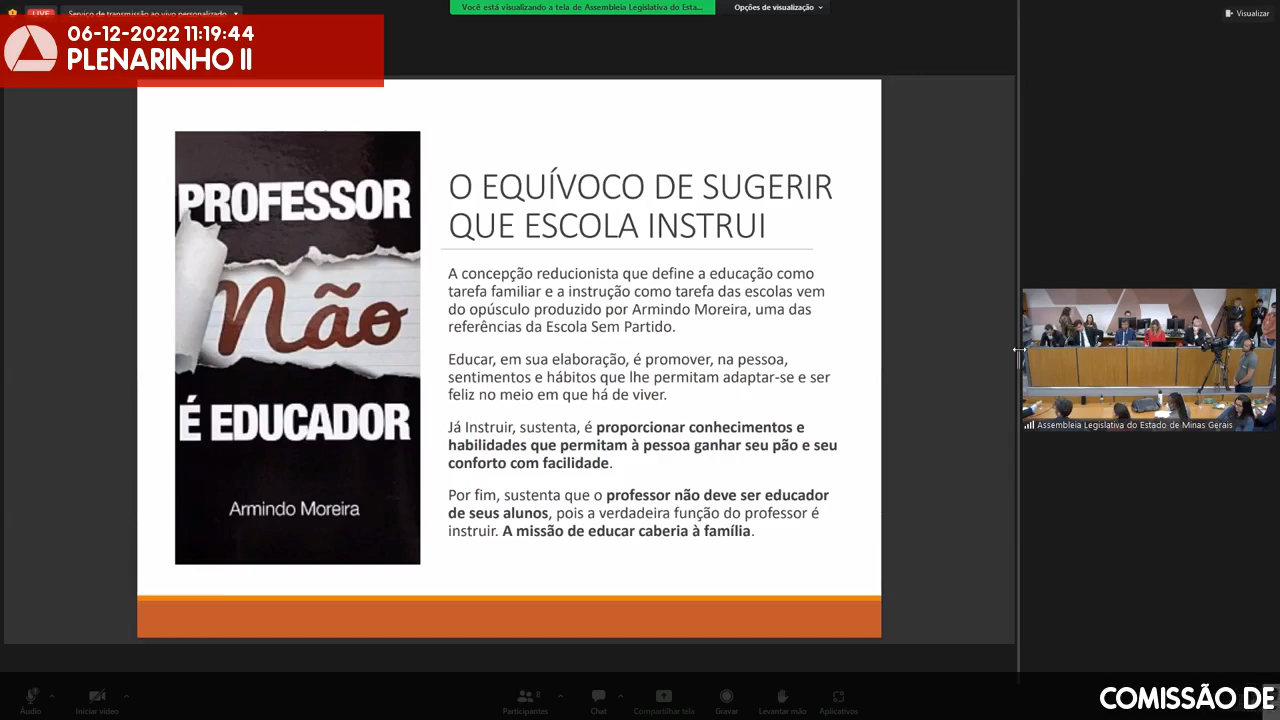 LIVE
Serviço de transmissão ao vivo personalizado
Você está visualizando a tela de Assembleia Legislativa do Esta...
Opções de visualização
Visualizar
06-12-2022 11:19:44
PLENARINHO II
PROFESSOR
Não
É EDUCADOR
Armindo Moreira
O EQUÍVOCO DE SUGERIR
QUE ESCOLA INSTRUI
A concepção reducionista que define a educação como
tarefa familiar e a instrução como tarefa das escolas vem
do opúsculo produzido por Armindo Moreira, uma das
referências da Escola Sem Partido.
Educar, em sua elaboração, é promover, na pessoa,
sentimentos e hábitos que lhe permitam adaptar-se e ser
feliz no meio em que há de viver.
Já Instruir, sustenta, é proporcionar conhecimentos e
habilidades que permitam à pessoa ganhar seu pão e seu
conforto com facilidade.
Por fim, sustenta que o professor não deve ser educador
de seus alunos, pois a verdadeira função do professor é
instruir. A missão de educar caberia à família.
Assembleia Legislativa do Estado de Minas Gerais
Áudio
Iniciar vídeo
Participantes
8
Chat
Compartilhar tela
Gravar
Levantar mão
Aplicativos
COMISSÃO DE